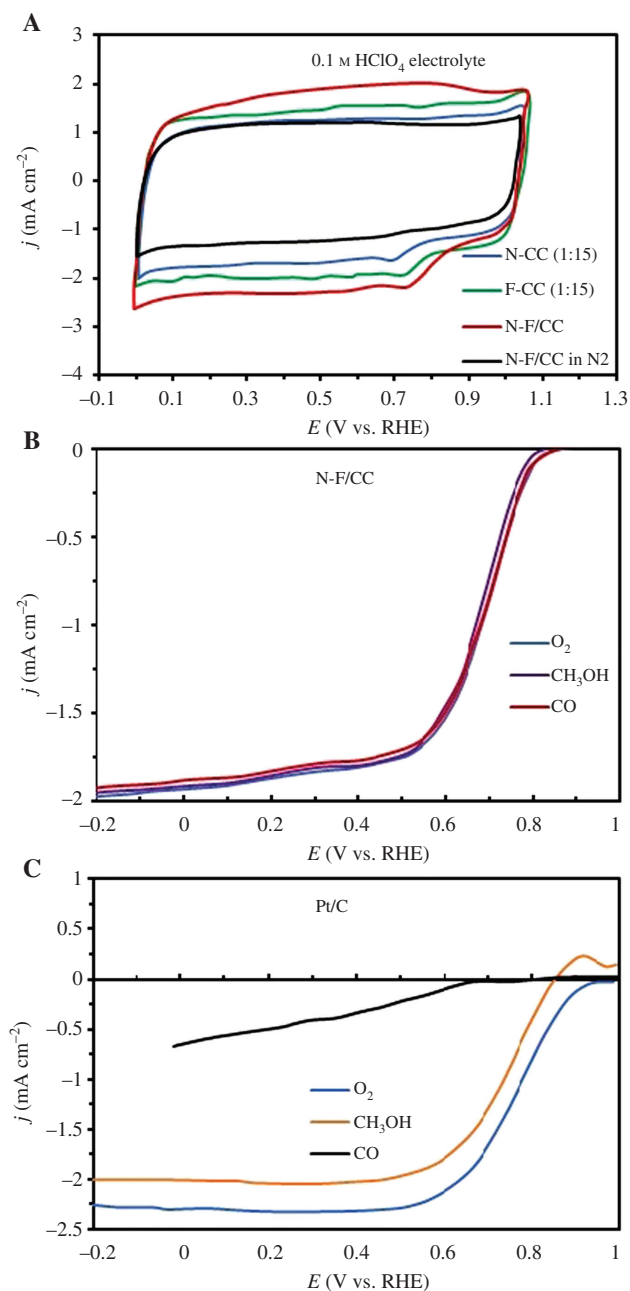 A
0.1 M HClO₄ electrolyte
j (mA cm⁻²)
3
2
1
0
−1
−2
−3
−4
N-CC (1:15)
F-CC (1:15)
N-F/CC
N-F/CC in N2
−0.1 0.1 0.3 0.5 0.7 0.9 1.1 1.3
E (V vs. RHE)
B
N-F/CC
j (mA cm⁻²)
0
−0.5
−1
−1.5
−2
O₂
CH₃OH
CO
−0.2 0 0.2 0.4 0.6 0.8 1
E (V vs. RHE)
C
Pt/C
j (mA cm⁻²)
1
0.5
0
−0.5
−1
−1.5
−2
−2.5
O₂
CH₃OH
CO
−0.2 0 0.2 0.4 0.6 0.8 1
E (V vs. RHE)